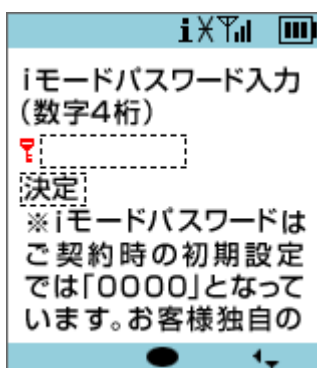 iモードパスワード入力
(数字4桁)
決定
※iモードパスワードは
ご契約時の初期設定
では「0000」となって
います。お客様独自の